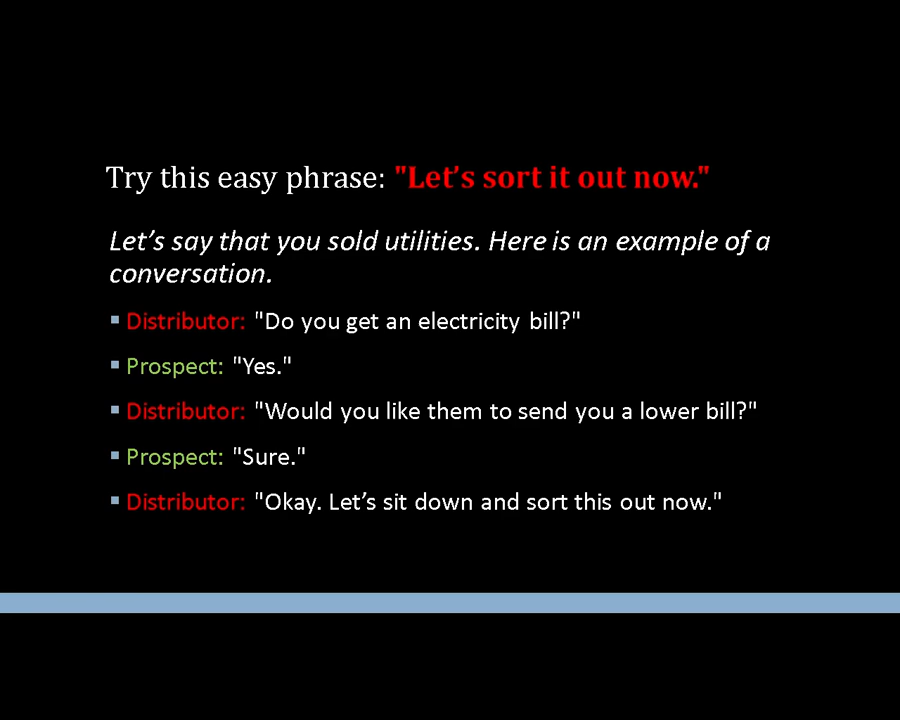 Try this easy phrase: "Let’s sort it out now."
Let’s say that you sold utilities. Here is an example of a
conversation.
▪ Distributor: "Do you get an electricity bill?"
▪ Prospect: "Yes."
▪ Distributor: "Would you like them to send you a lower bill?"
▪ Prospect: "Sure."
▪ Distributor: "Okay. Let’s sit down and sort this out now."